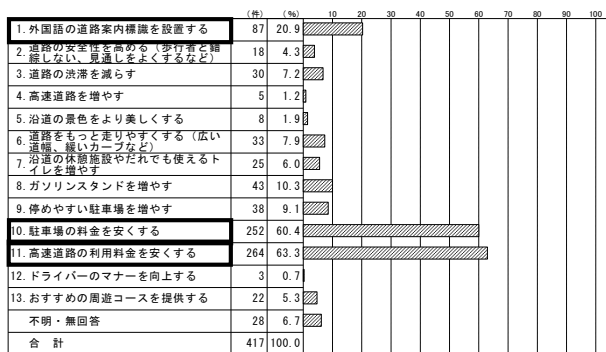 (件) (%) 10 20 30 40 50 60 70 80 90 100
1.外国語の道路案内標識を設置する 87 20.9
2.道路の安全性を高める（歩行者と錯
綜しない、見通しをよくするなど） 18 4.3
3.道路の渋滞を減らす 30 7.2
4.高速道路を増やす 5 1.2
5.沿道の景色をより美しくする 8 1.9
6.道路をもっと走りやすくする（広い
道幅、緩いカーブなど） 33 7.9
7.沿道の休憩施設やだれでも使えるト
イレを増やす 25 6.0
8.ガソリンスタンドを増やす 43 10.3
9.停めやすい駐車場を増やす 38 9.1
10.駐車場の料金を安くする 252 60.4
11.高速道路の利用料金を安くする 264 63.3
12.ドライバーのマナーを向上する 3 0.7
13.おすすめの周遊コースを提供する 22 5.3
不明・無回答 28 6.7
合 計 417 100.0